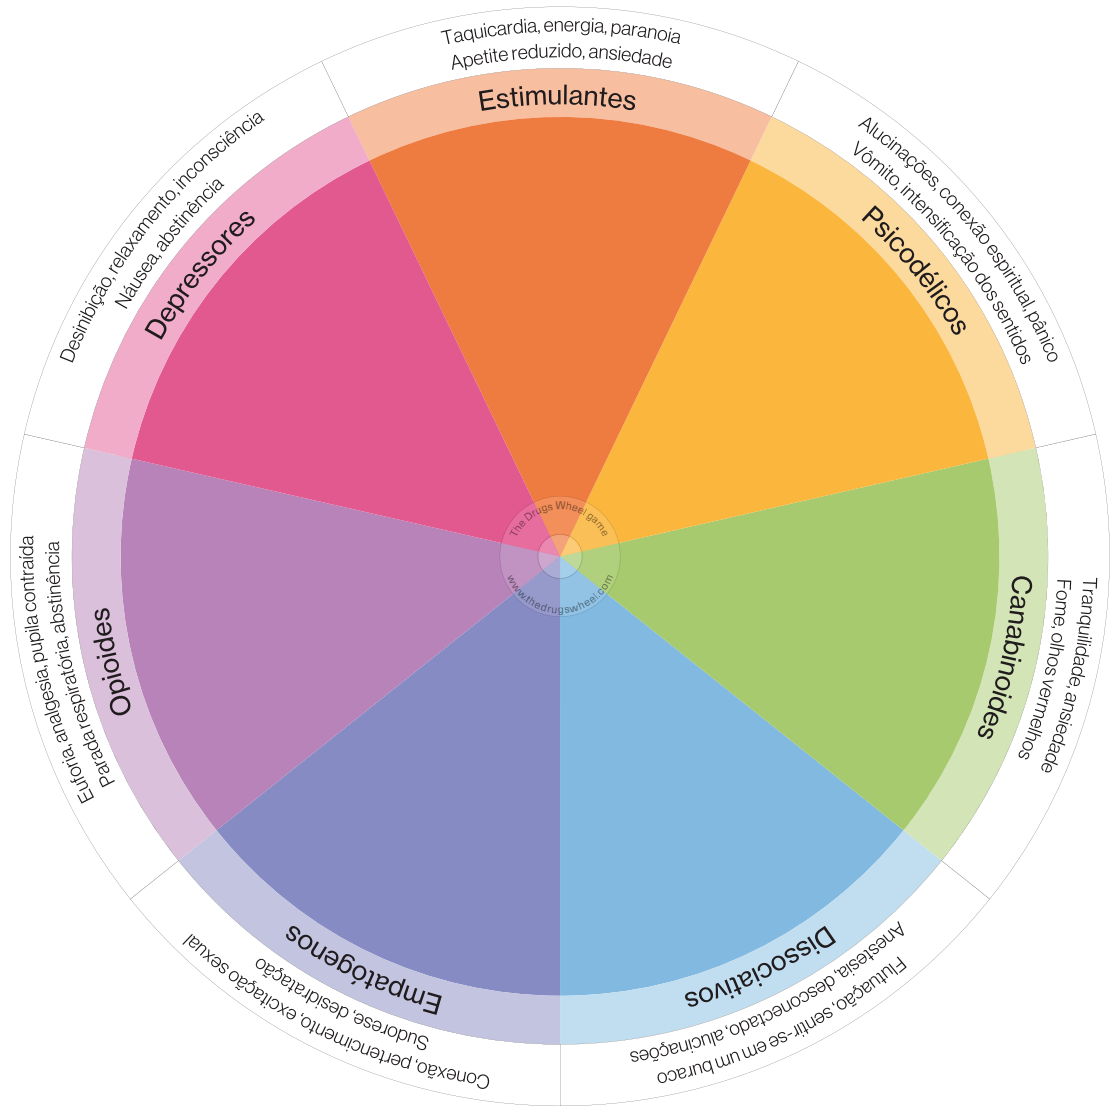 Taquicardia, energia, paranoia
Apetite reduzido, ansiedade
Estimulantes
Alucinações, conexão espiritual, pânico
Vômito, intensificação dos sentidos
Psicodélicos
Tranquilidade, ansiedade
Fome, olhos vermelhos
Canabinoides
Flutuação, sentir-se em um buraco
Anestesia, desconectado, alucinações
Dissociativos
Conexão, pertencimento, excitação sexual
Sudorese, desidratação
Empatógenos
Euforia, analgesia, pupila contraída
Parada respiratória, abstinência
Opioides
Desinibição, relaxamento, inconsciência
Náusea, abstinência
Depressores
The Drugs Wheel game
www.thedrugswheel.com